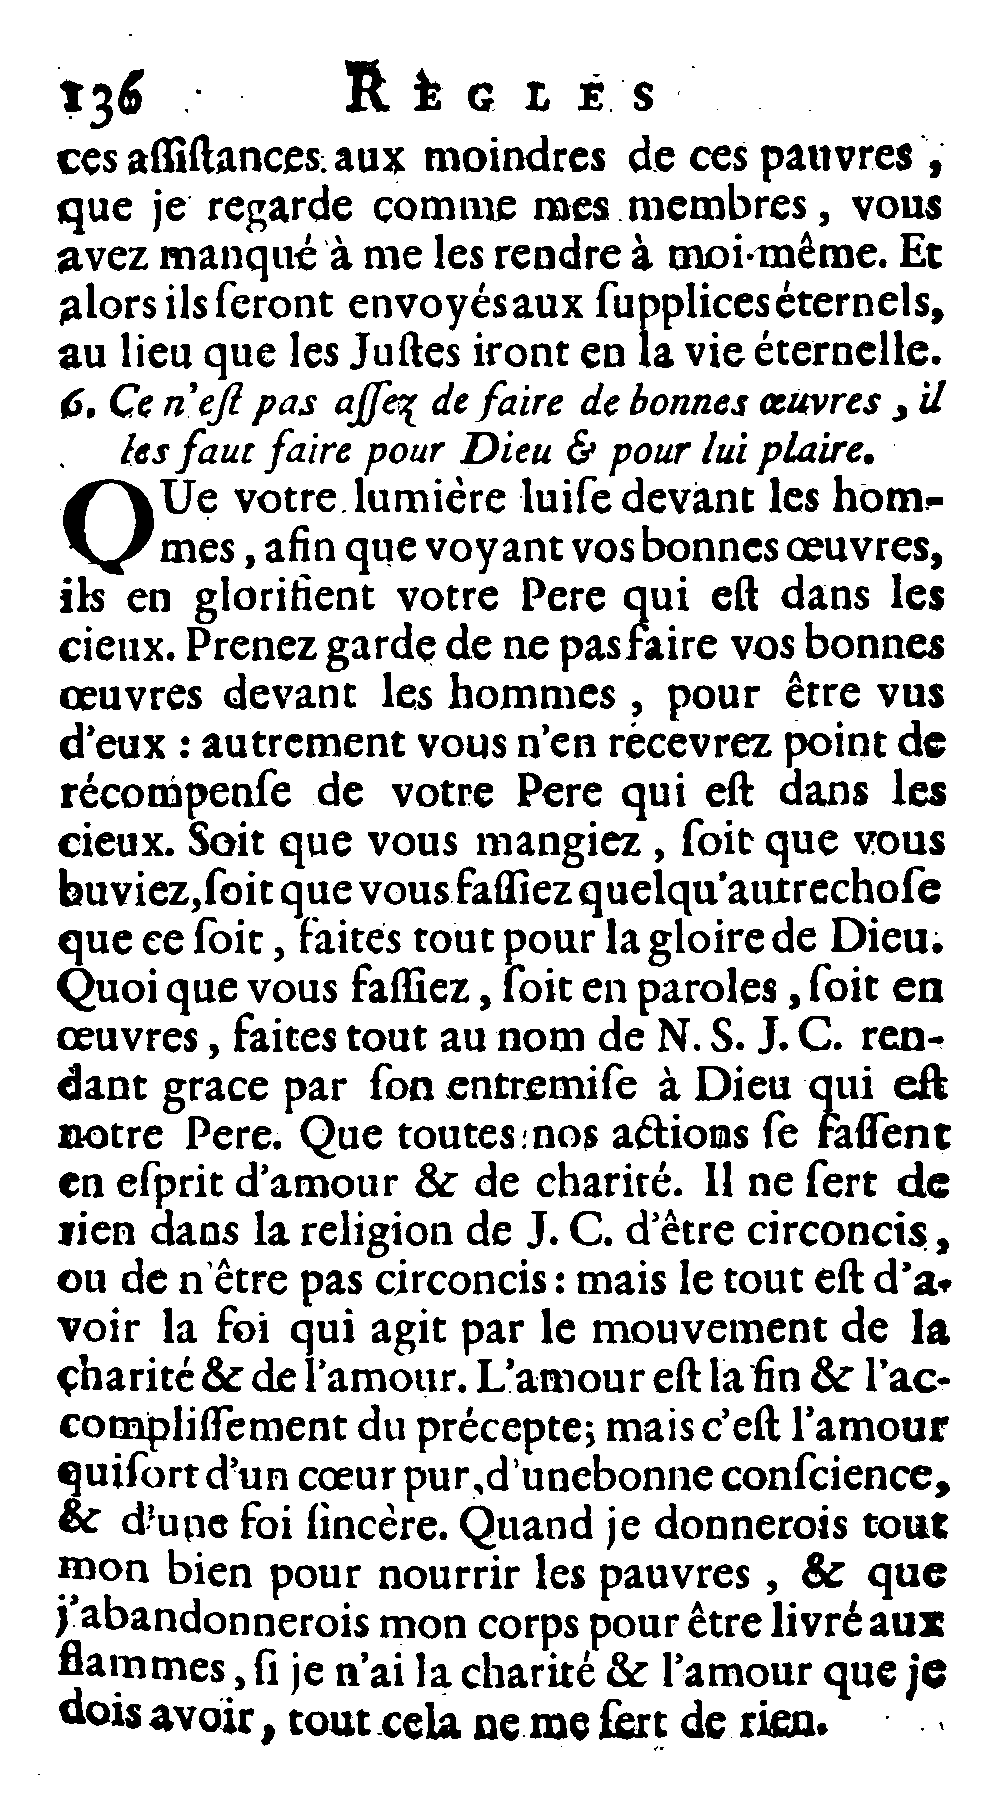 136 RÈGLES
ces aſſiſtances aux moindres de ces pauvres ,
que je regarde comme mes membres , vous
avez manqué à me les rendre à moi-même. Et
alors ils ſeront envoyés aux ſupplices éternels,
au lieu que les Juſtes iront en la vie éternelle.
6. Ce n'eſt pas aſſez de faire de bonnes œuvres , il
les faut faire pour Dieu & pour lui plaire.
QUe votre lumière luiſe devant les hom-
mes , afin que voyant vos bonnes œuvres,
ils en glorifient votre Pere qui eſt dans les
cieux. Prenez garde de ne pas faire vos bonnes
œuvres devant les hommes , pour être vus
d'eux : autrement vous n'en recevrez point de
récompenſe de votre Pere qui eſt dans les
cieux. Soit que vous mangiez , ſoit que vous
buviez, ſoit que vous faſſiez quelqu'autre choſe
que ce ſoit , faites tout pour la gloire de Dieu.
Quoi que vous faſſiez , ſoit en paroles , ſoit en
œuvres , faites tout au nom de N. S. J. C. ren-
dant grace par ſon entremiſe à Dieu qui eſt
notre Pere. Que toutes nos actions ſe faſſent
en eſprit d'amour & de charité. Il ne ſert de
rien dans la religion de J. C. d'être circoncis ,
ou de n'être pas circoncis : mais le tout eſt d'a-
voir la foi qui agit par le mouvement de la
charité & de l'amour. L'amour eſt la fin & l'ac-
compliſſement du précepte; mais c'eſt l'amour
qui ſort d'un cœur pur, d'une bonne conſcience,
& d'une foi ſincère. Quand je donnerois tout
mon bien pour nourrir les pauvres , & que
j'abandonnerois mon corps pour être livré aux
flammes , ſi je n'ai la charité & l'amour que je
dois avoir, tout cela ne me ſert de rien.